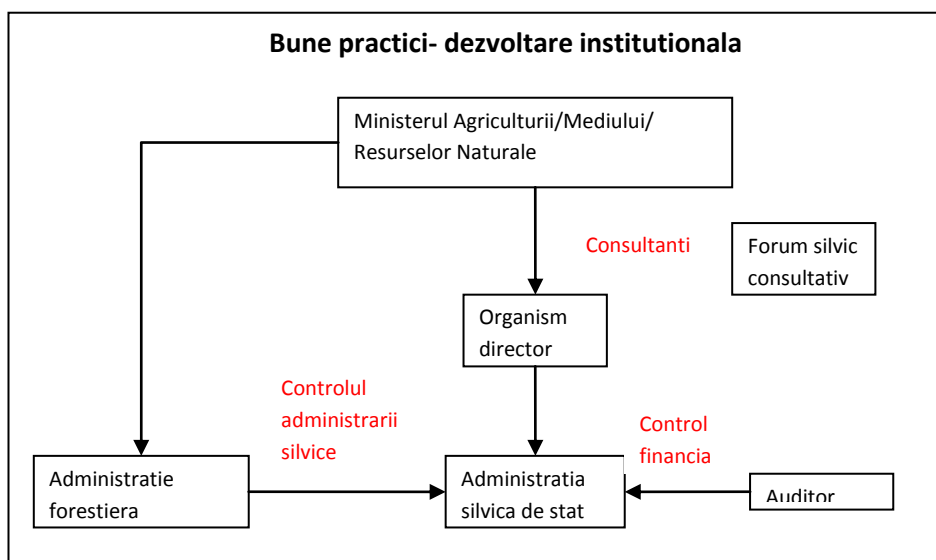 Bune practici- dezvoltare institutionala
Ministerul Agriculturii/Mediului/
Resurselor Naturale
Consultanti
Forum silvic
consultativ
Organism
director
Controlul
administrarii
silvice
Control
financia
Administratie
forestiera
Administratia
silvica de stat
Auditor